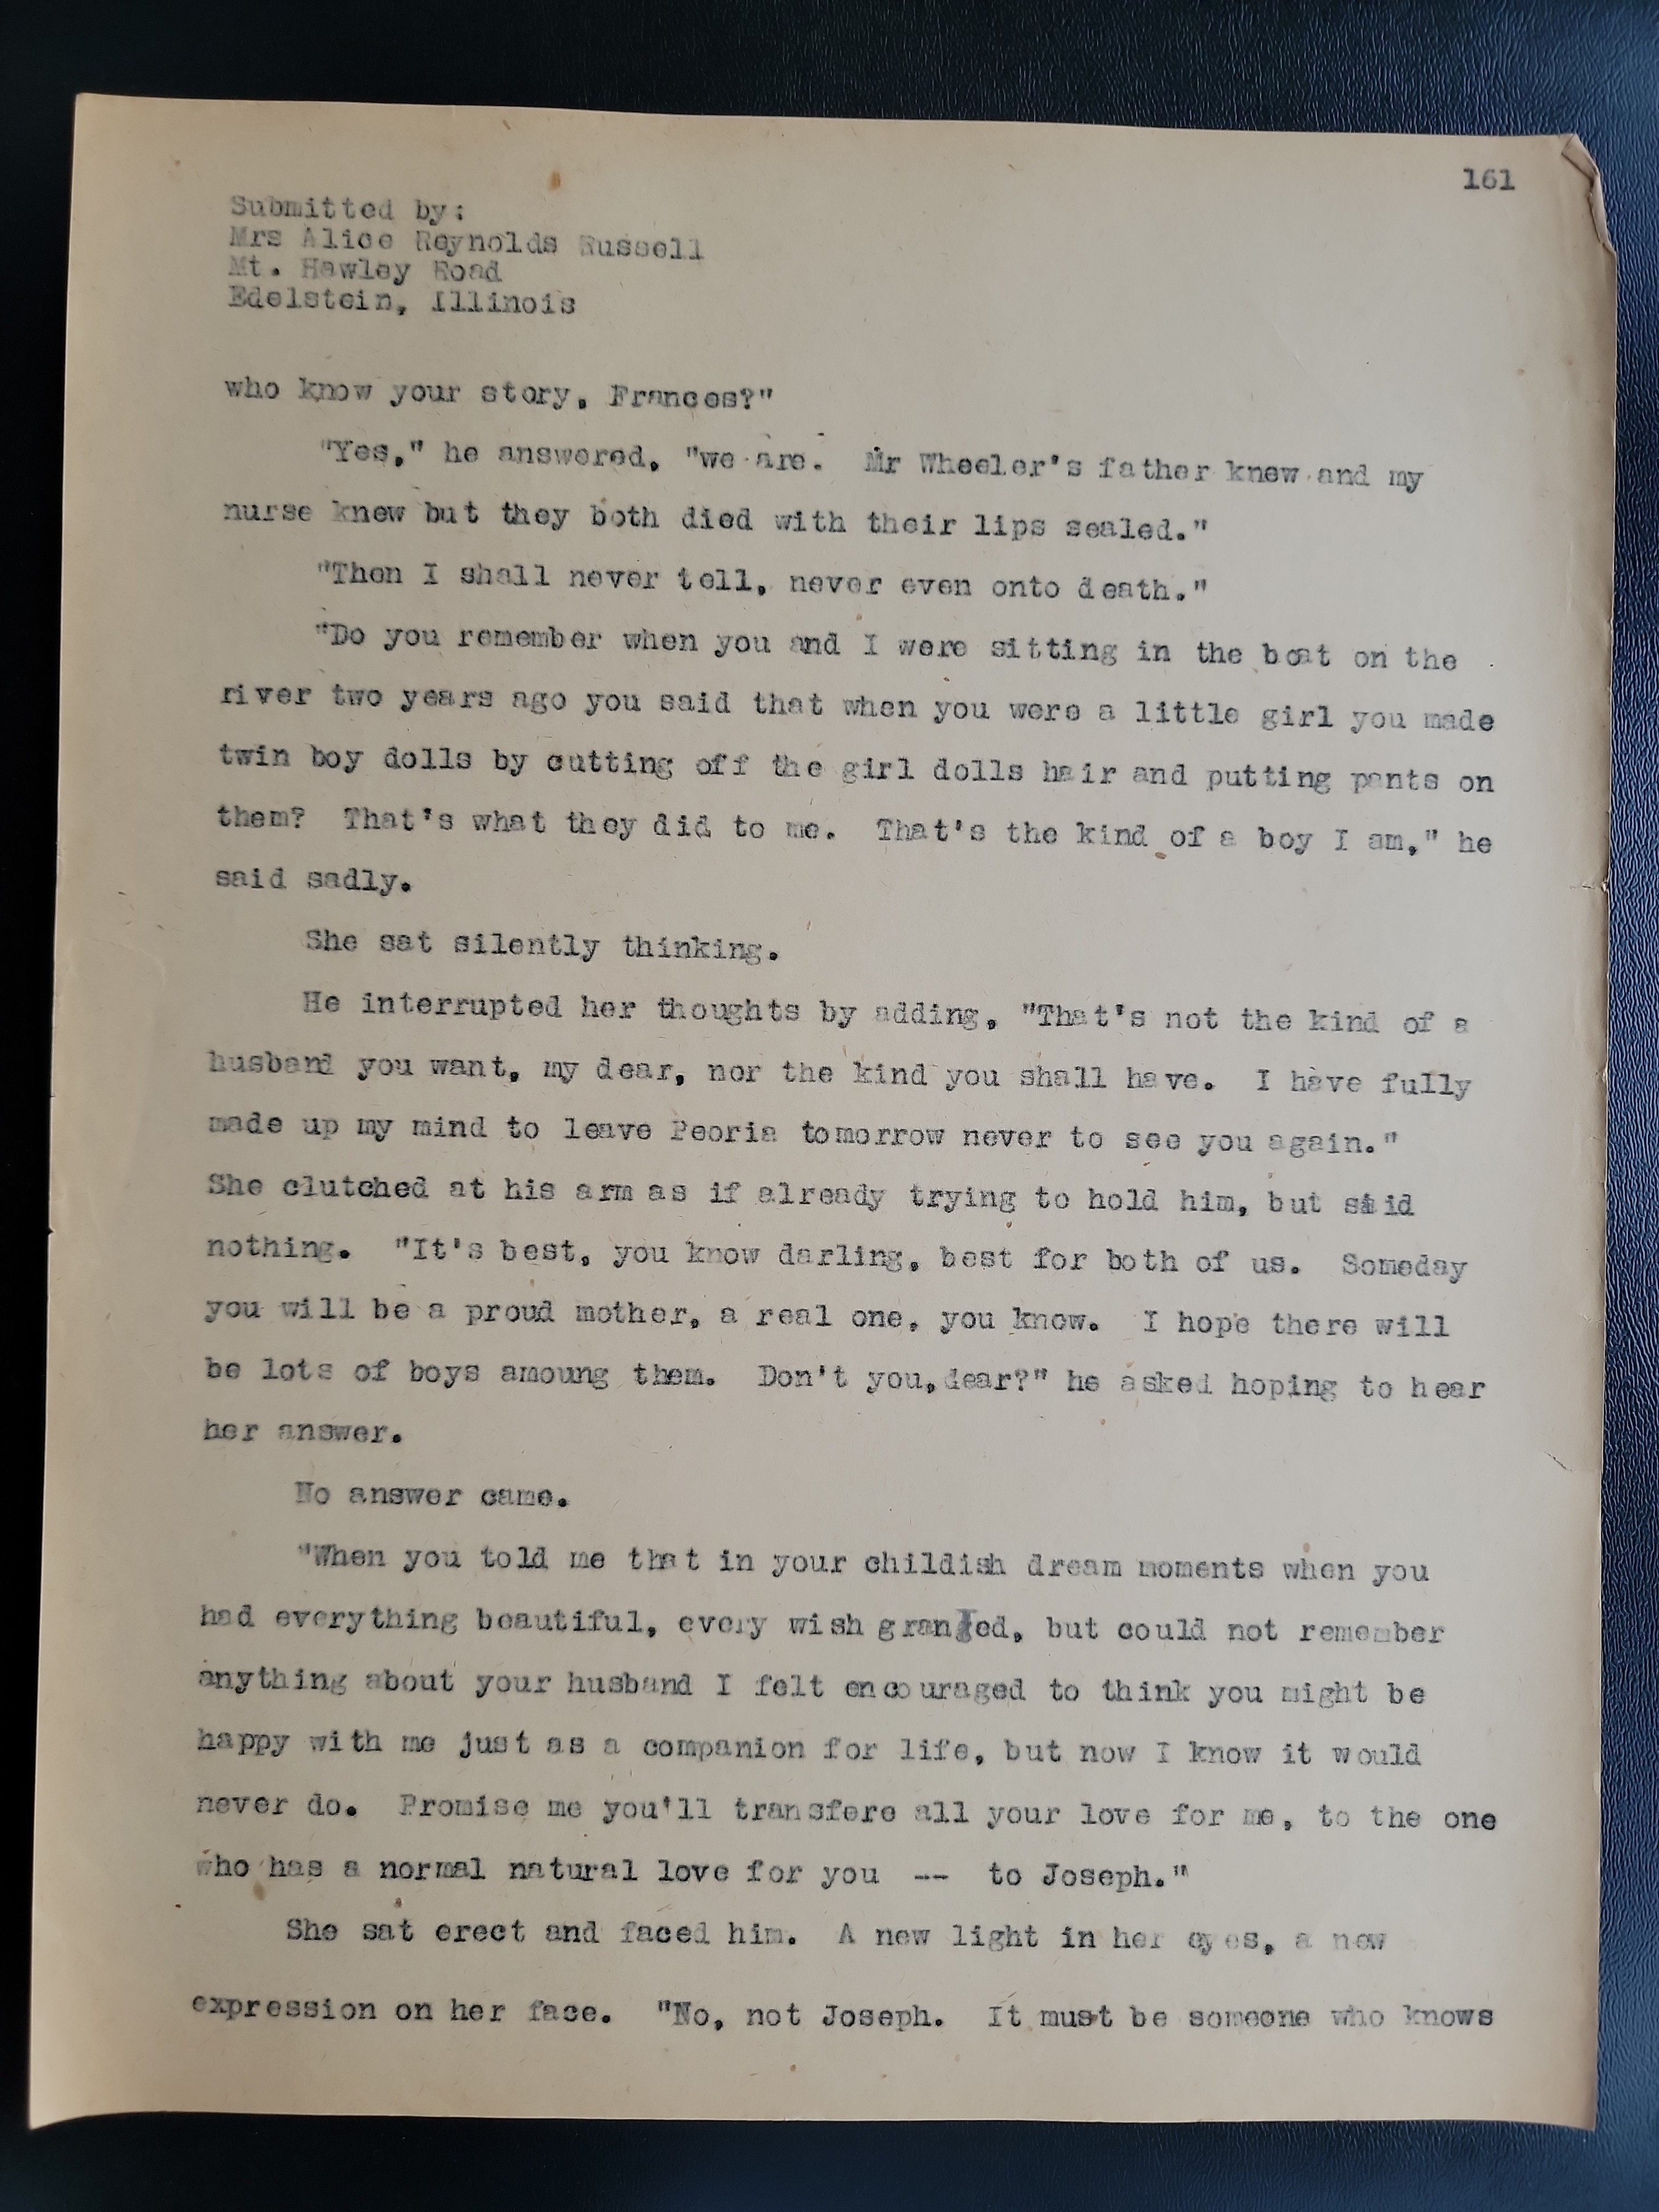 161
Submitted by:
Mrs Alice Reynolds Russell
Mt. Hawley Road
Edelstein, Illinois
who know your story, Frances?"
"Yes," he answered, "we are. Mr Wheeler's father knew and my
nurse knew but they both died with their lips sealed."
"Then I shall never tell, never even onto death."
"Do you remember when you and I were sitting in the boat on the
river two years ago you said that when you were a little girl you made
twin boy dolls by cutting off the girl dolls hair and putting pants on
them? That's what they did to me. That's the kind of a boy I am," he
said sadly.
She sat silently thinking.
He interrupted her thoughts by adding, "That's not the kind of a
husband you want, my dear, nor the kind you shall have. I have fully
made up my mind to leave Peoria tomorrow never to see you again."
She clutched at his arm as if already trying to hold him, but said
nothing. "It's best, you know darling, best for both of us. Someday
you will be a proud mother, a real one, you know. I hope there will
be lots of boys amoung them. Don't you,dear?" he asked hoping to hear
her answer.
No answer came.
"When you told me that in your childish dream moments when you
had everything beautiful, every wish granted, but could not remember
anything about your husband I felt encouraged to think you might be
happy with me just as a companion for life, but now I know it would
never do. Promise me you'll transfere all your love for me, to the one
who has a normal natural love for you -- to Joseph."
She sat erect and faced him. A new light in her eyes, a new
expression on her face. "No, not Joseph. It must be someone who knows